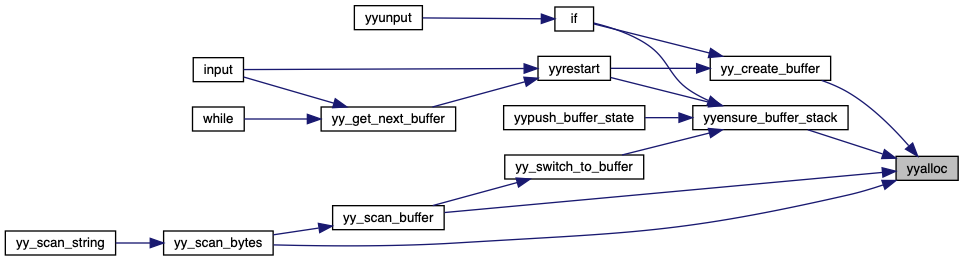 yyunput
if
input
yyrestart
yy_create_buffer
while
yy_get_next_buffer
yypush_buffer_state
yyensure_buffer_stack
yy_switch_to_buffer
yyalloc
yy_scan_buffer
yy_scan_string
yy_scan_bytes